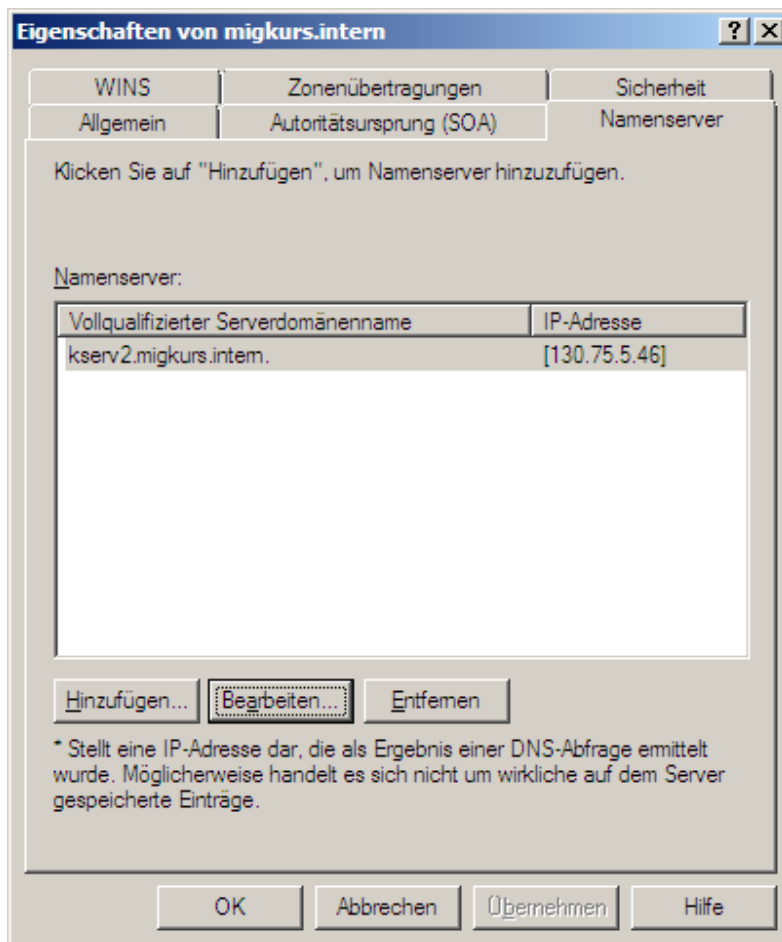 Eigenschaften von migkurs.intern
WINS
Zonenübertragungen
Sicherheit
Allgemein
Autoritätsursprung (SOA)
Namenserver
Klicken Sie auf "Hinzufügen", um Namenserver hinzuzufügen.
Namenserver:
Vollqualifizierter Serverdomänenname IP-Adresse
kserv2.migkurs.intern. [130.75.5.46]
Hinzufügen... Bearbeiten... Entfernen
* Stellt eine IP-Adresse dar, die als Ergebnis einer DNS-Abfrage ermittelt
wurde. Möglicherweise handelt es sich nicht um wirkliche auf dem Server
gespeicherte Einträge.
OK Abbrechen Übernehmen Hilfe